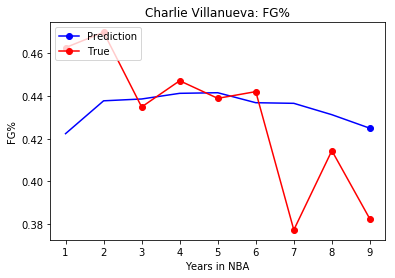 Charlie Villanueva: FG%
Prediction
True
0.46
0.44
0.42
0.40
0.38
FG%
1 2 3 4 5 6 7 8 9
Years in NBA